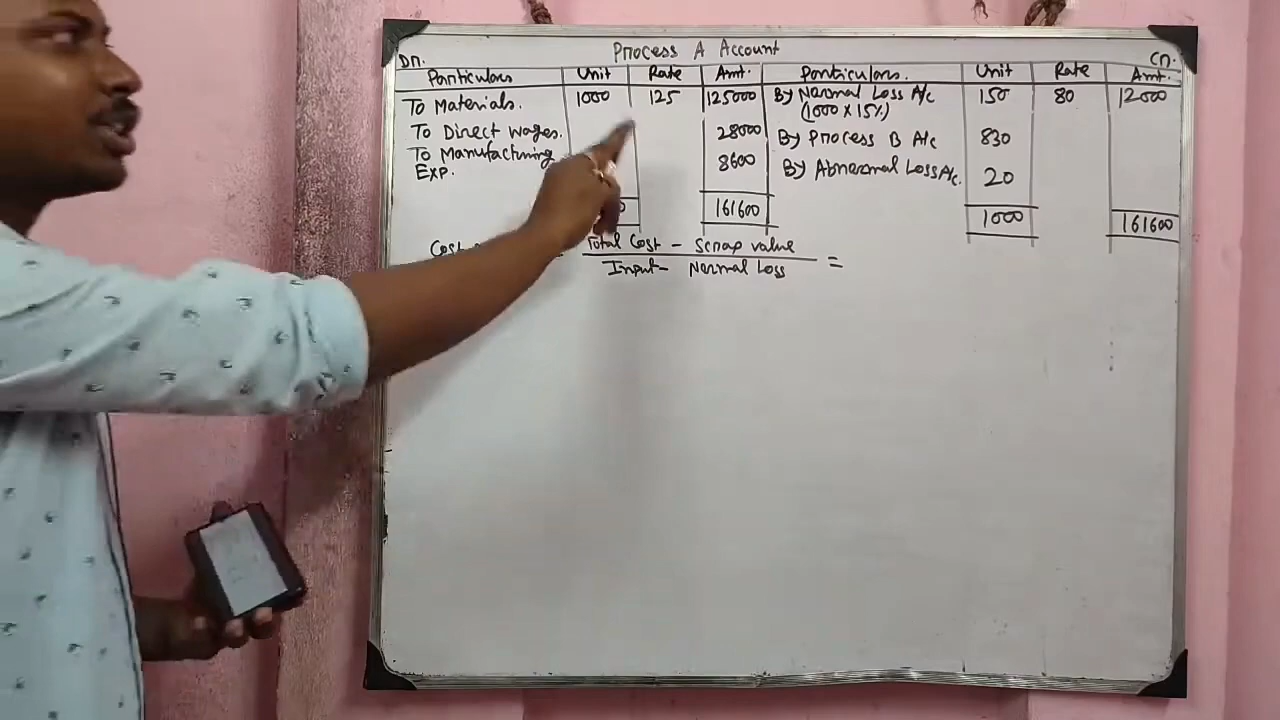 Process A Account
Dr. Cr.
Particulars Unit Rate Amt. Particulars. Unit Rate Amt.
To Materials. 1000 125 125000 By Normal Loss A/c 150 80 12000
(1000 x 15%)
To Direct wages. 28000 By Process B A/c 830
To Manufacturing 8600 By Abnormal Loss A/c. 20
Exp.
161600 1000 161600
Cost Total Cost - Scrap value
Input - Normal Loss =